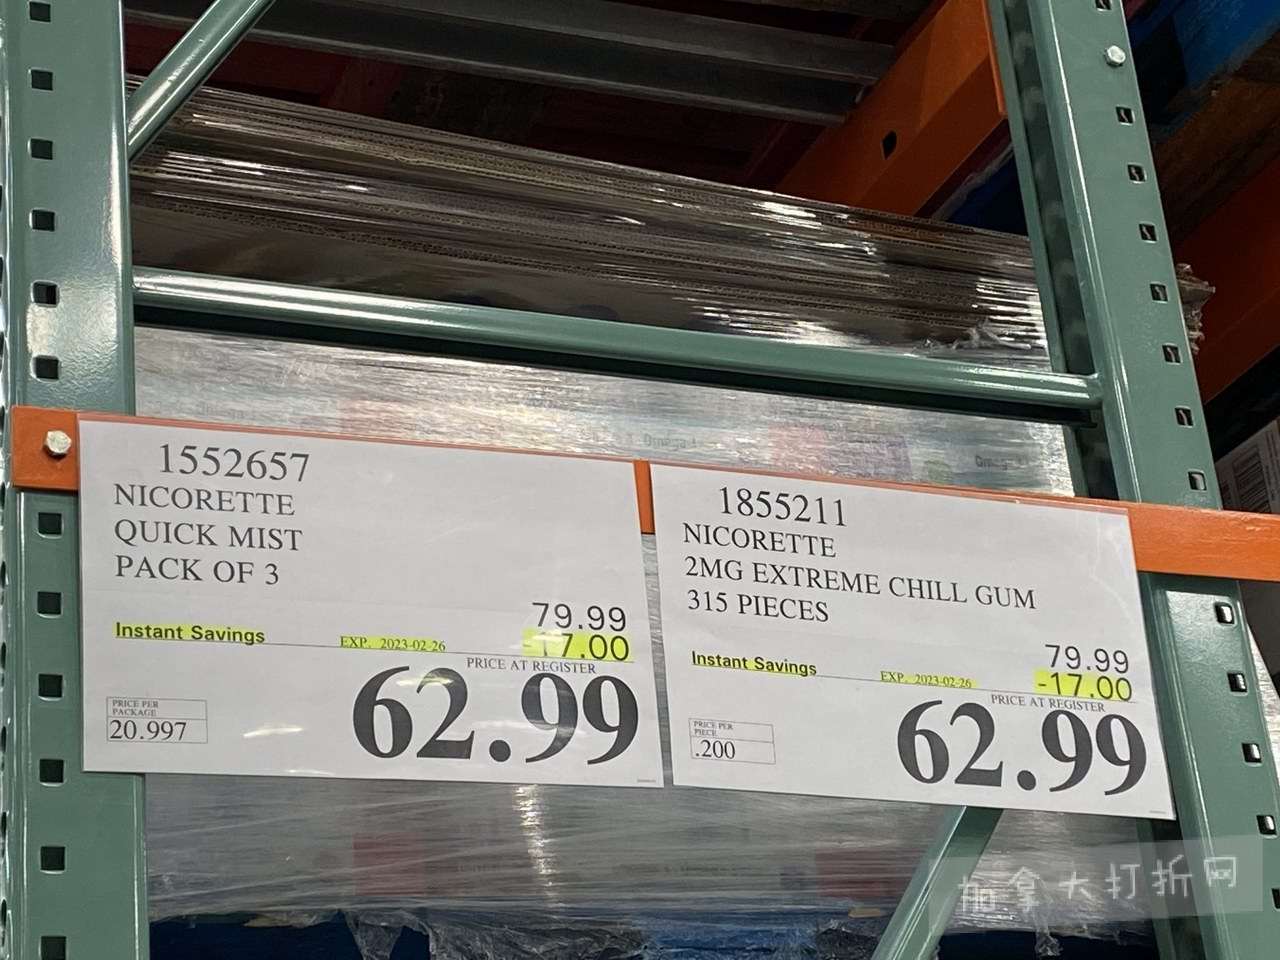 1552657
NICORETTE
QUICK MIST
PACK OF 3
79.99
Instant Savings EXP. 2023-02-26 -17.00
PRICE AT REGISTER
62.99
PRICE PER
PACKAGE
20.997
1855211
NICORETTE
2MG EXTREME CHILL GUM
315 PIECES
79.99
Instant Savings EXP. 2023-02-26 -17.00
PRICE AT REGISTER
62.99
PRICE PER
PIECE
.200
Omega
加拿大打折网